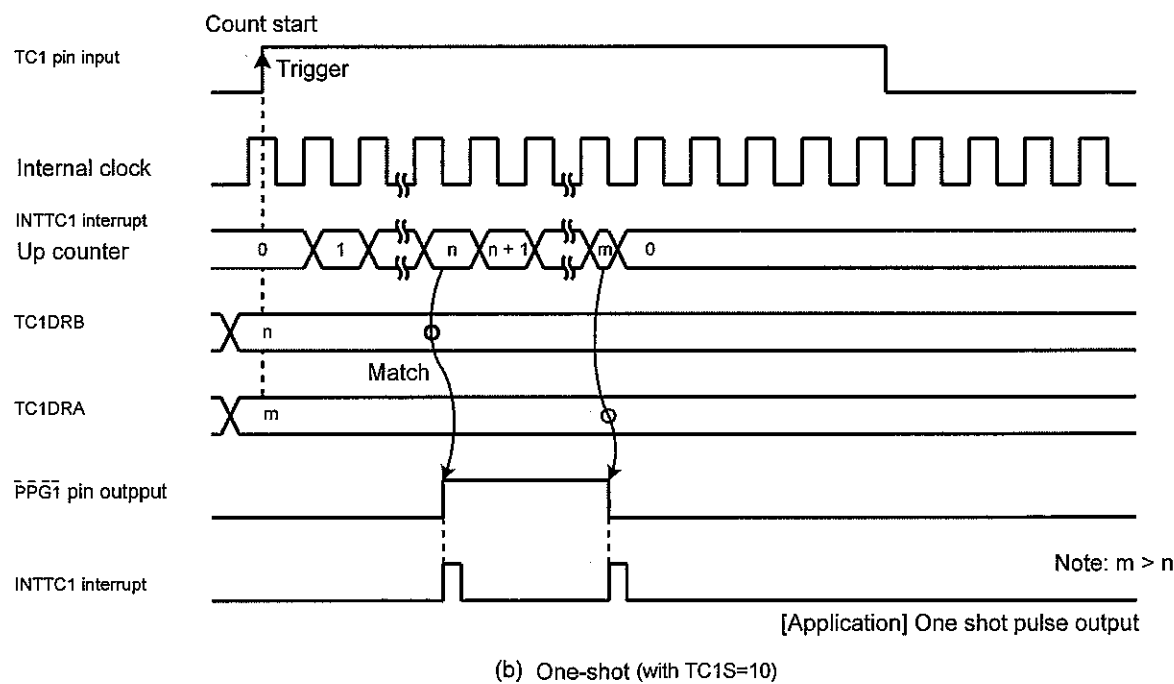 Count start
TC1 pin input
Trigger
Internal clock
INTTC1 interrupt
Up counter
0 1 n n + 1 m 0
TC1DRB
n
Match
TC1DRA
m
P̅P̅G̅1̅ pin outpput
INTTC1 interrupt
Note: m > n
[Application] One shot pulse output
(b) One-shot (with TC1S=10)